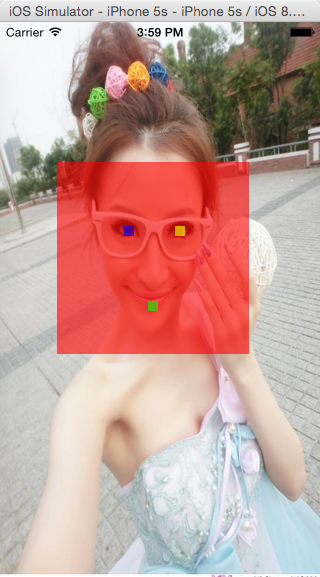 iOS Simulator - iPhone 5s - iPhone 5s / iOS 8....
Carrier
3:59 PM